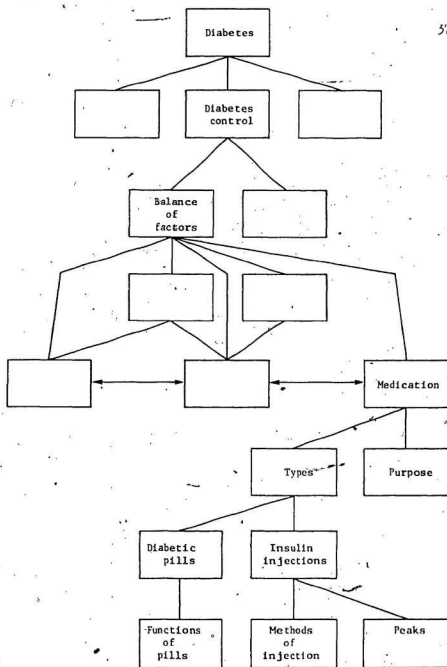 Diabetes
Diabetes
control
Balance
of
factors
Medication
Types
Purpose
Diabetic
pills
Insulin
injections
Functions
of
pills
Methods
of
injection
Peaks